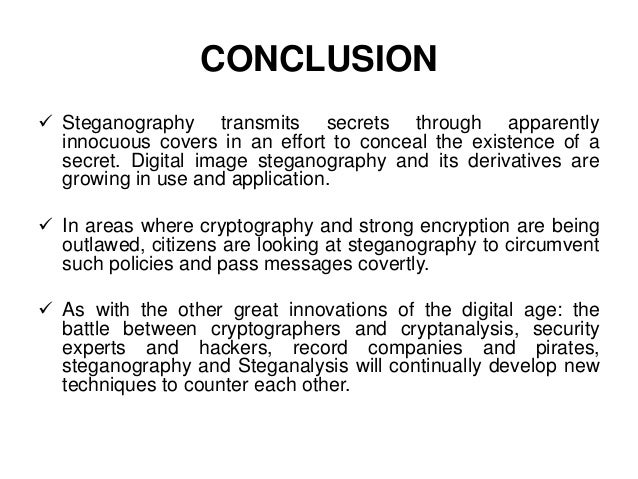 CONCLUSION
✓ Steganography transmits secrets through apparently
innocuous covers in an effort to conceal the existence of a
secret. Digital image steganography and its derivatives are
growing in use and application.
✓ In areas where cryptography and strong encryption are being
outlawed, citizens are looking at steganography to circumvent
such policies and pass messages covertly.
✓ As with the other great innovations of the digital age: the
battle between cryptographers and cryptanalysis, security
experts and hackers, record companies and pirates,
steganography and Steganalysis will continually develop new
techniques to counter each other.